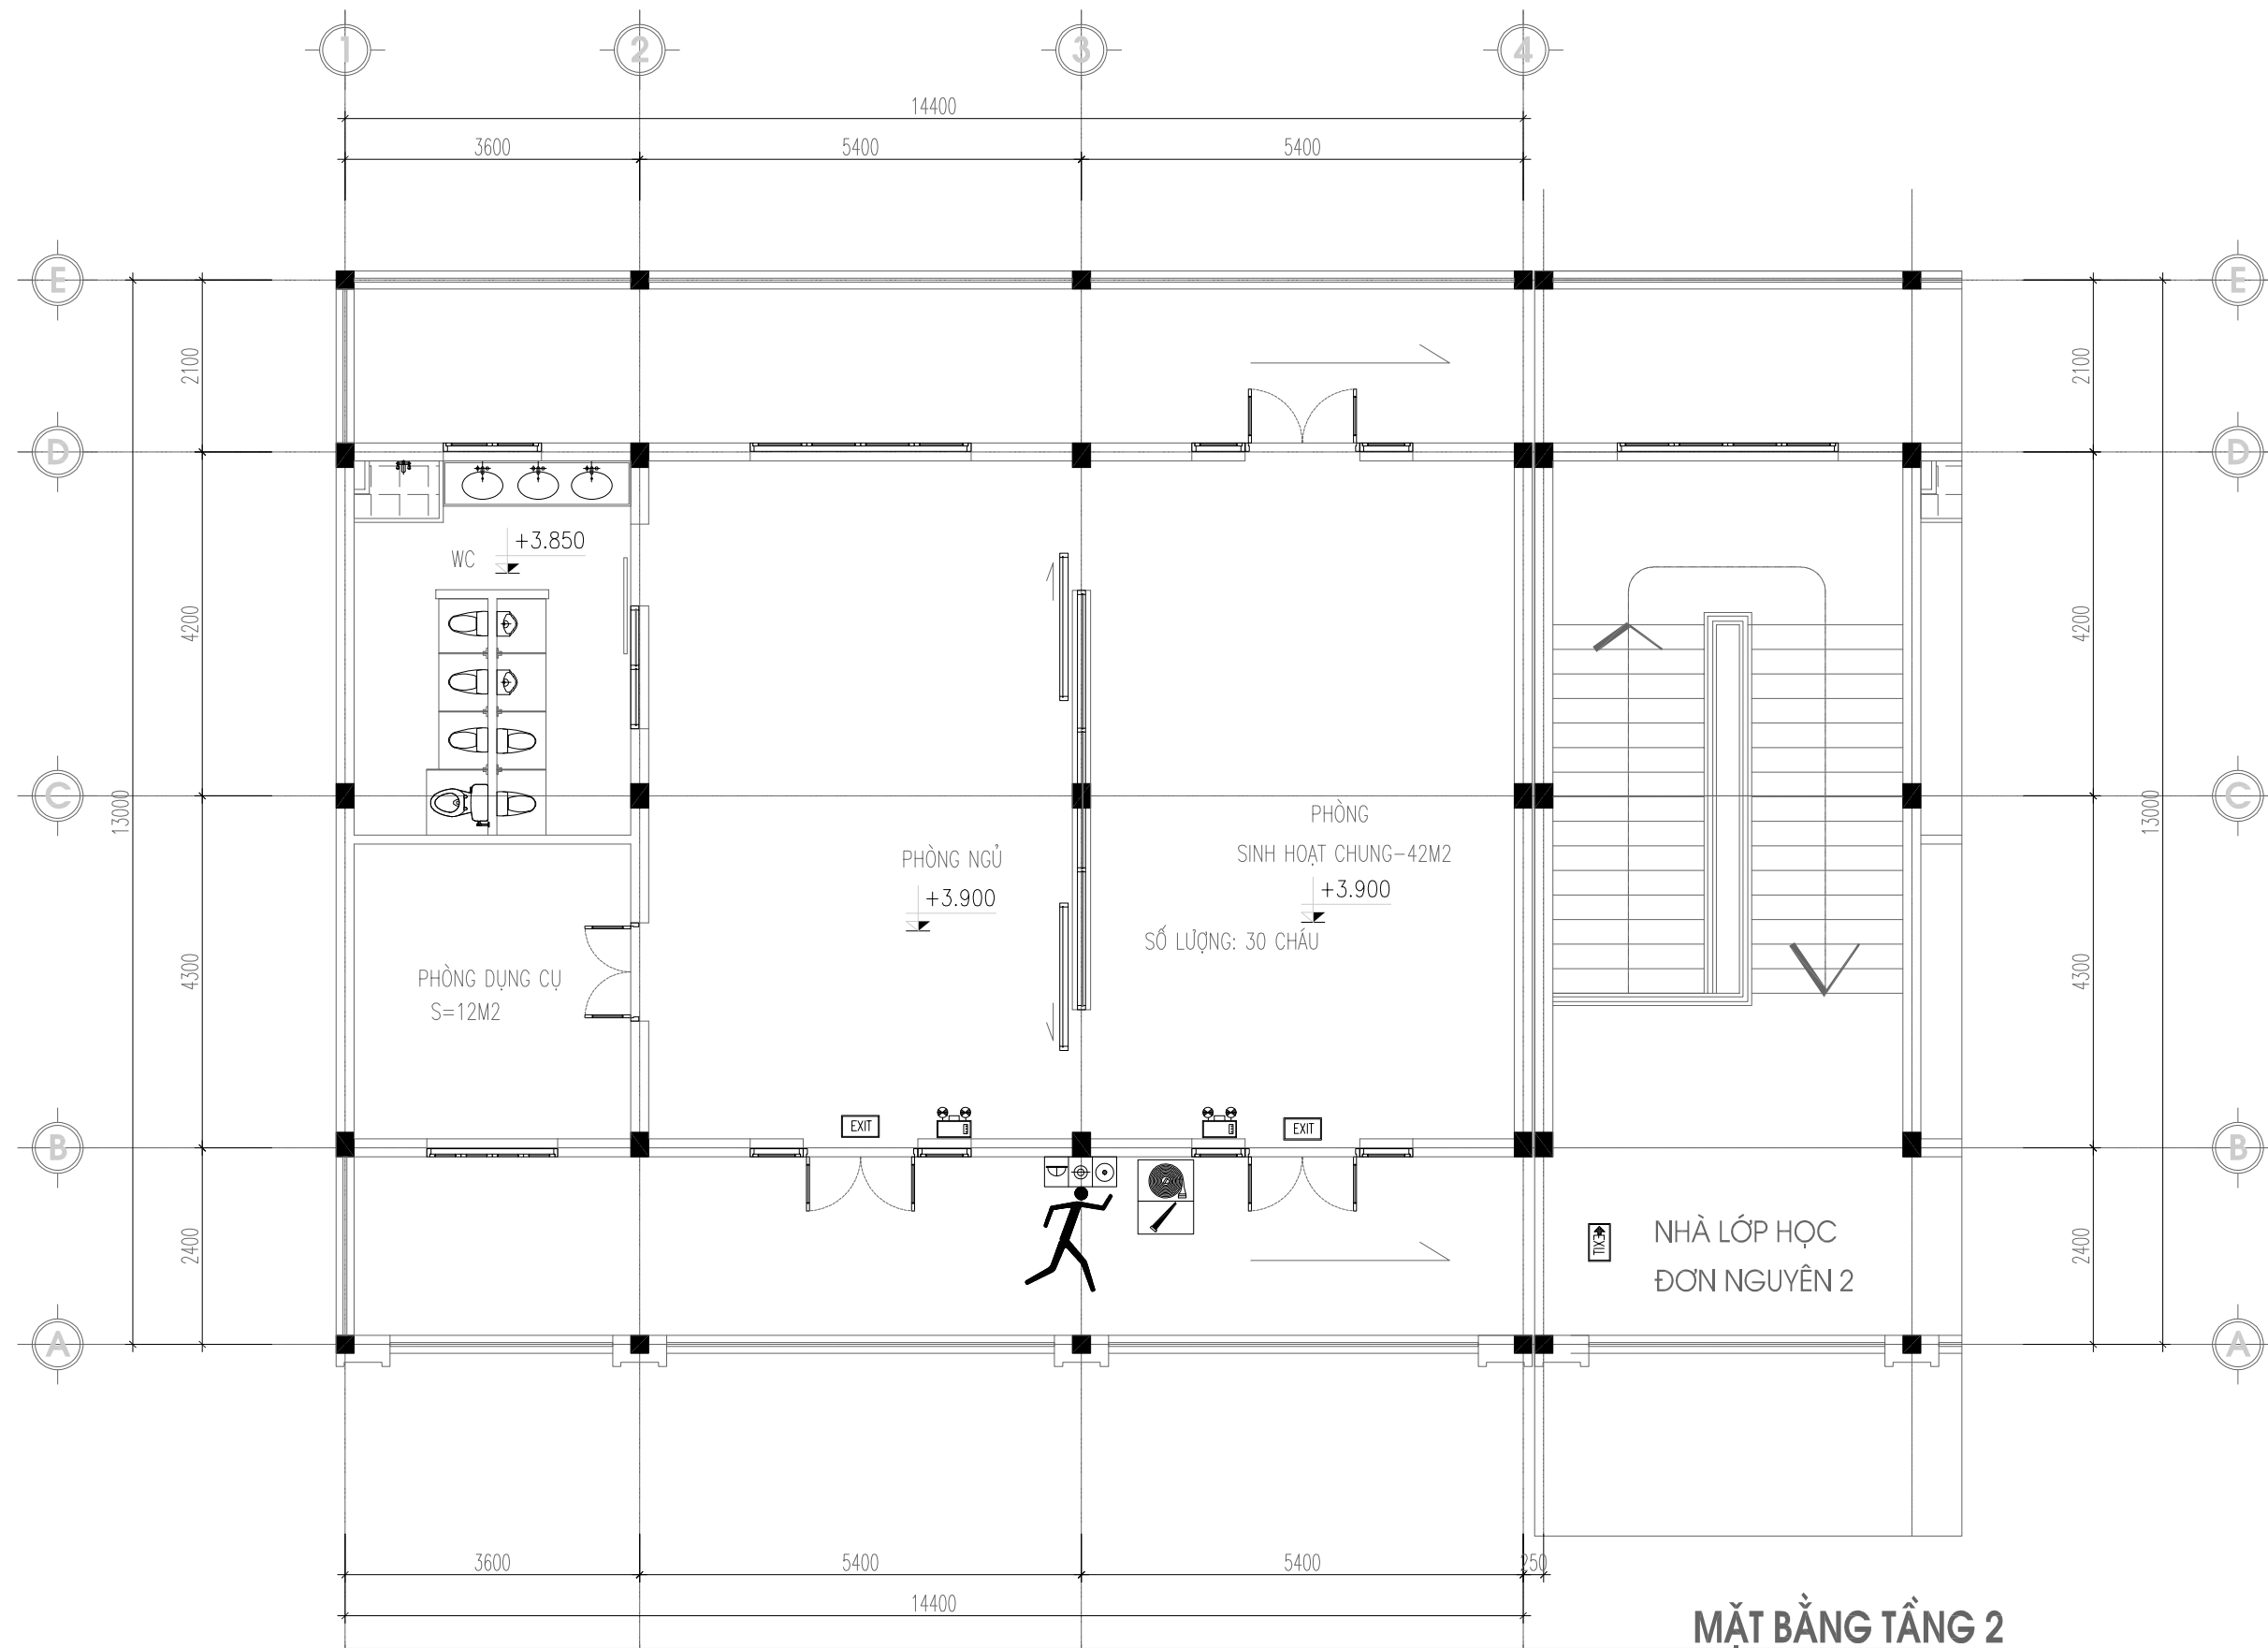 1 2 3 4
14400
3600 5400 5400
E E
2100 2100
D D
+3.850
WC
4200 4200
C C
13000 13000
PHÒNG
SINH HOẠT CHUNG-42M2
PHÒNG NGỦ
+3.900
+3.900
SỐ LƯỢNG: 30 CHÁU
4300 4300
PHÒNG DỤNG CỤ
S=12M2
EXIT EXIT
B B
2400 2400
EXIT
NHÀ LỚP HỌC
ĐƠN NGUYÊN 2
A A
3600 5400 5400 250
14400
MẶT BẰNG TẦNG 2